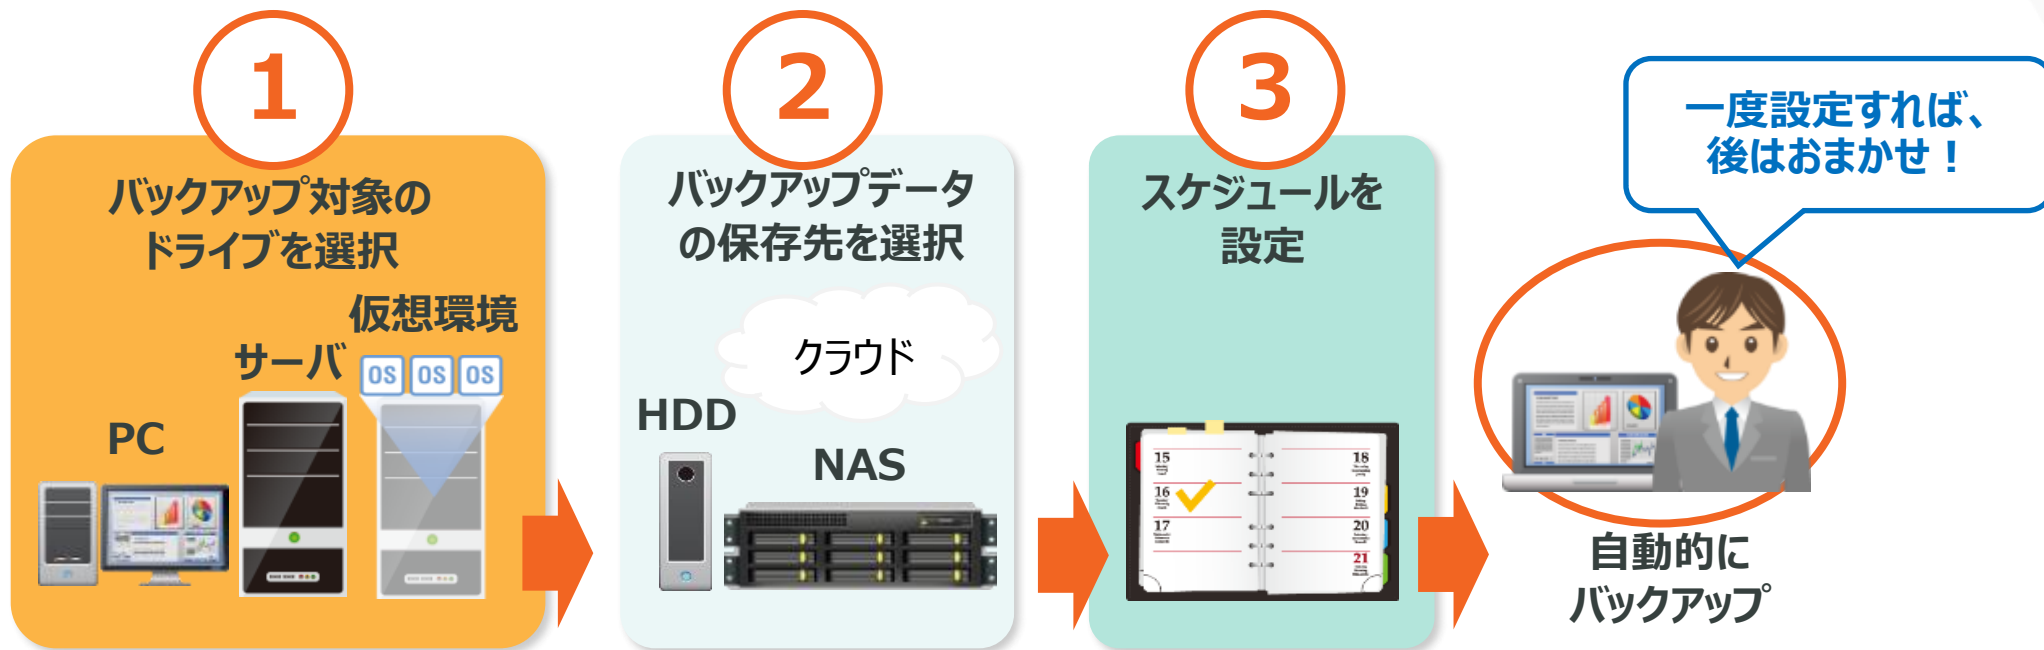 1
バックアップ対象の
ドライブを選択
仮想環境
サーバ
OS OS OS
PC
2
バックアップデータ
の保存先を選択
クラウド
HDD
NAS
3
スケジュールを
設定
15
16
17
18
19
20
21
一度設定すれば、
後はおまかせ！
自動的に
バックアップ